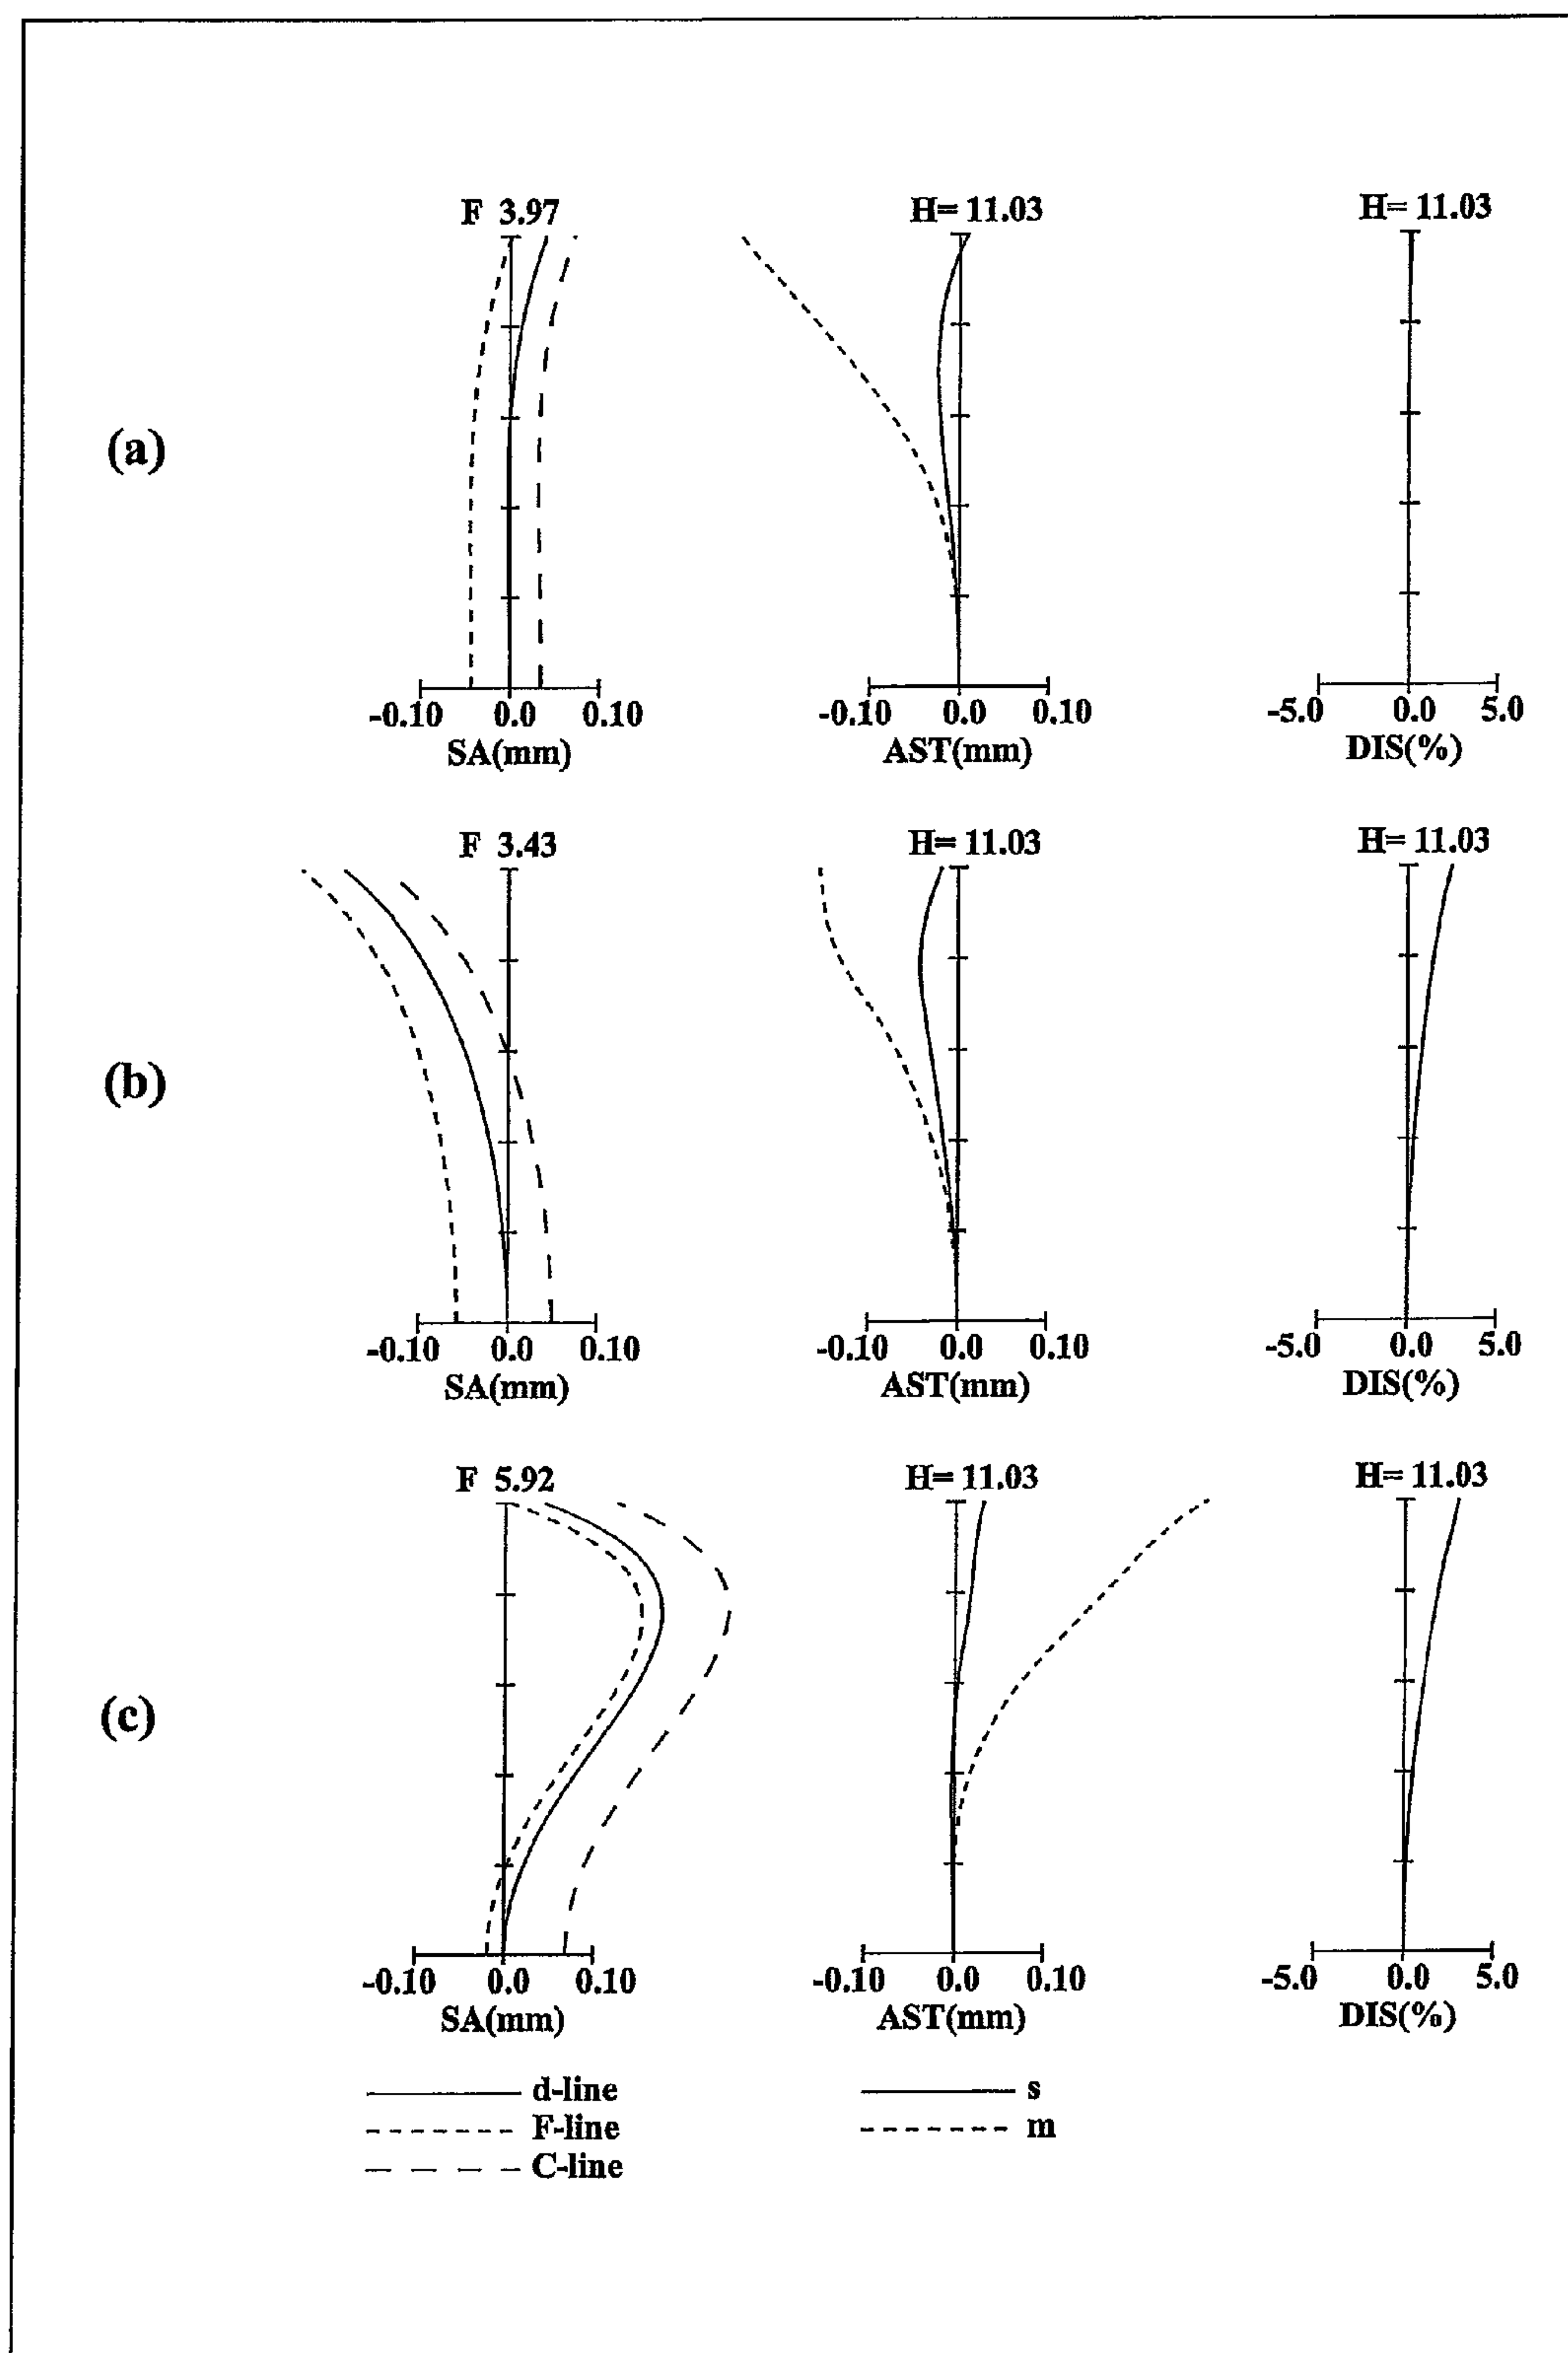 F 3.97 H= 11.03 H= 11.03
(a)
-0.10 0.0 0.10 -0.10 0.0 0.10 -5.0 0.0 5.0
SA(mm) AST(mm) DIS(%)
F 3.43 H= 11.03 H= 11.03
(b)
-0.10 0.0 0.10 -0.10 0.0 0.10 -5.0 0.0 5.0
SA(mm) AST(mm) DIS(%)
F 5.92 H= 11.03 H= 11.03
(c)
-0.10 0.0 0.10 -0.10 0.0 0.10 -5.0 0.0 5.0
SA(mm) AST(mm) DIS(%)
d-line s
F-line m
C-line